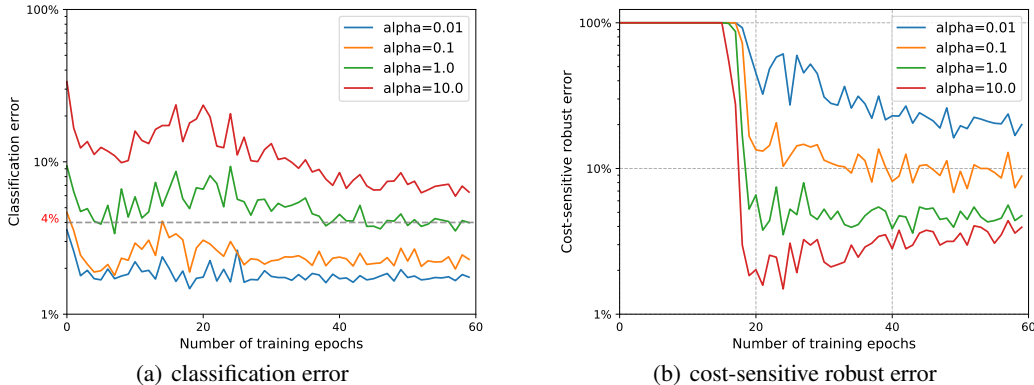 100%
10%
4%
1%
Classification error
0
20
40
60
Number of training epochs
alpha=0.01
alpha=0.1
alpha=1.0
alpha=10.0
(a) classification error
100%
10%
1%
Cost-sensitive robust error
0
20
40
60
Number of training epochs
alpha=0.01
alpha=0.1
alpha=1.0
alpha=10.0
(b) cost-sensitive robust error